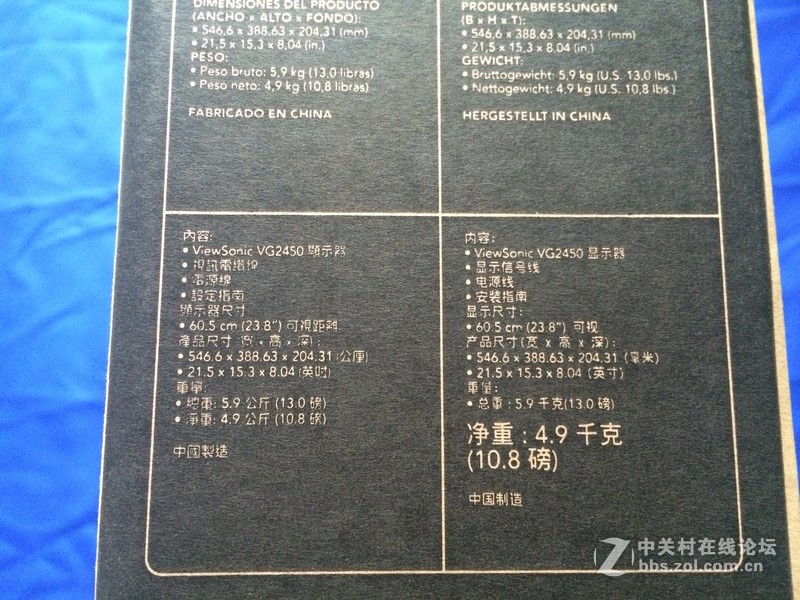 DIMENSIONES DEL PRODUCTO
(ANCHO x ALTO x FONDO):
• 546,6 x 388,63 x 204,31 (mm)
• 21,5 x 15,3 x 8,04 (in.)
PESO:
• Peso bruto: 5,9 kg (13,0 libras)
• Peso neto: 4,9 kg (10,8 libras)
FABRICADO EN CHINA
PRODUKTABMESSUNGEN
(B x H x T):
• 546,6 x 388,63 x 204,31 (mm)
• 21,5 x 15,3 x 8,04 (in.)
GEWICHT:
• Bruttogewicht: 5,9 kg (U.S. 13,0 lbs.)
• Nettogewicht: 4,9 kg (U.S. 10,8 lbs.)
HERGESTELLT IN CHINA
內容:
• ViewSonic VG2450 顯示器
• 視訊電纜線
• 電源線
• 設定指南
顯示器尺寸
• 60.5 cm (23.8") 可視距離
產品尺寸 (寬 x 高 x 深) :
• 546.6 x 388.63 x 204.31 (公厘)
• 21.5 x 15.3 x 8.04 (英吋)
重量:
• 總重: 5.9 公斤 (13.0 磅)
• 淨重: 4.9 公斤 (10.8 磅)
中國製造
内容:
• ViewSonic VG2450 显示器
• 显示信号线
• 电源线
• 安装指南
显示尺寸:
• 60.5 cm (23.8") 可视
产品尺寸 (宽 x 高 x 深) :
• 546.6 x 388.63 x 204.31 (毫米)
• 21.5 x 15.3 x 8.04 (英寸)
重量:
• 总重 : 5.9 千克(13.0 磅)
净重 : 4.9 千克
(10.8 磅)
中国制造
Z 中关村在线论坛
bbs.zol.com.cn